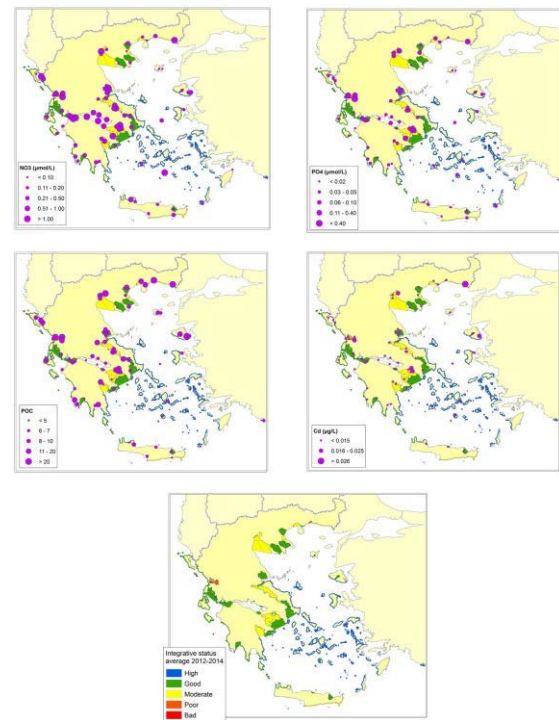 NO3 (µmol/L)
< 0.10
0.11 - 0.20
0.21 - 0.50
0.51 - 1.00
> 1.00
PO4 (µmol/L)
< 0.02
0.03 - 0.05
0.06 - 0.10
0.11 - 0.40
> 0.40
POC
< 5
6 - 7
8 - 10
11 - 20
> 20
Cd (µg/L)
< 0.015
0.016 - 0.025
> 0.026
Integrative status
average 2012-2014
High
Good
Moderate
Poor
Bad